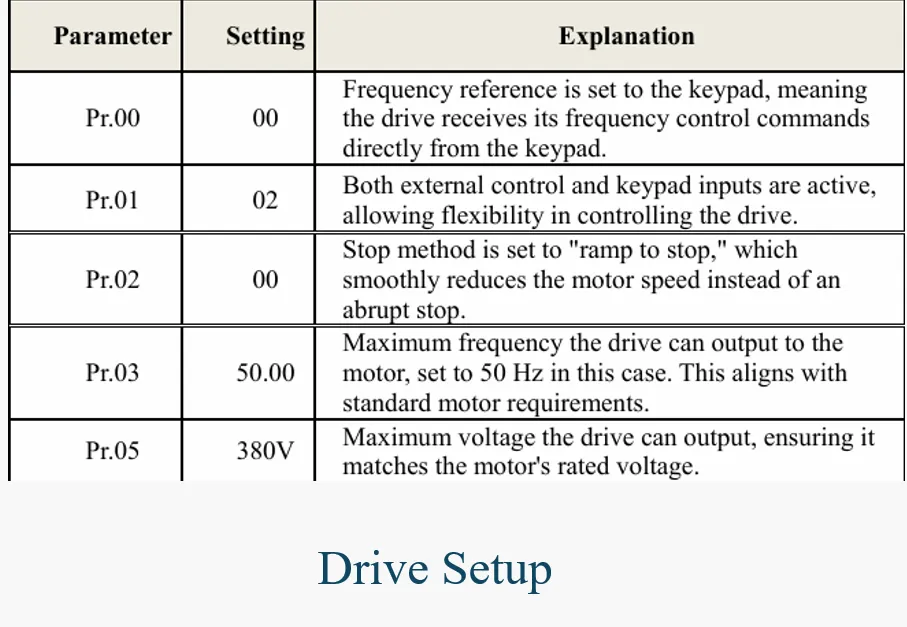 Parameter Setting Explanation
Frequency reference is set to the keypad, meaning
Pr.00 00 the drive receives its frequency control commands
directly from the keypad.
Pr.01 02 Both external control and keypad inputs are active,
allowing flexibility in controlling the drive.
Stop method is set to "ramp to stop," which
Pr.02 00 smoothly reduces the motor speed instead of an
abrupt stop.
Maximum frequency the drive can output to the
Pr.03 50.00 motor, set to 50 Hz in this case. This aligns with
standard motor requirements.
Pr.05 380V Maximum voltage the drive can output, ensuring it
matches the motor's rated voltage.
Drive Setup